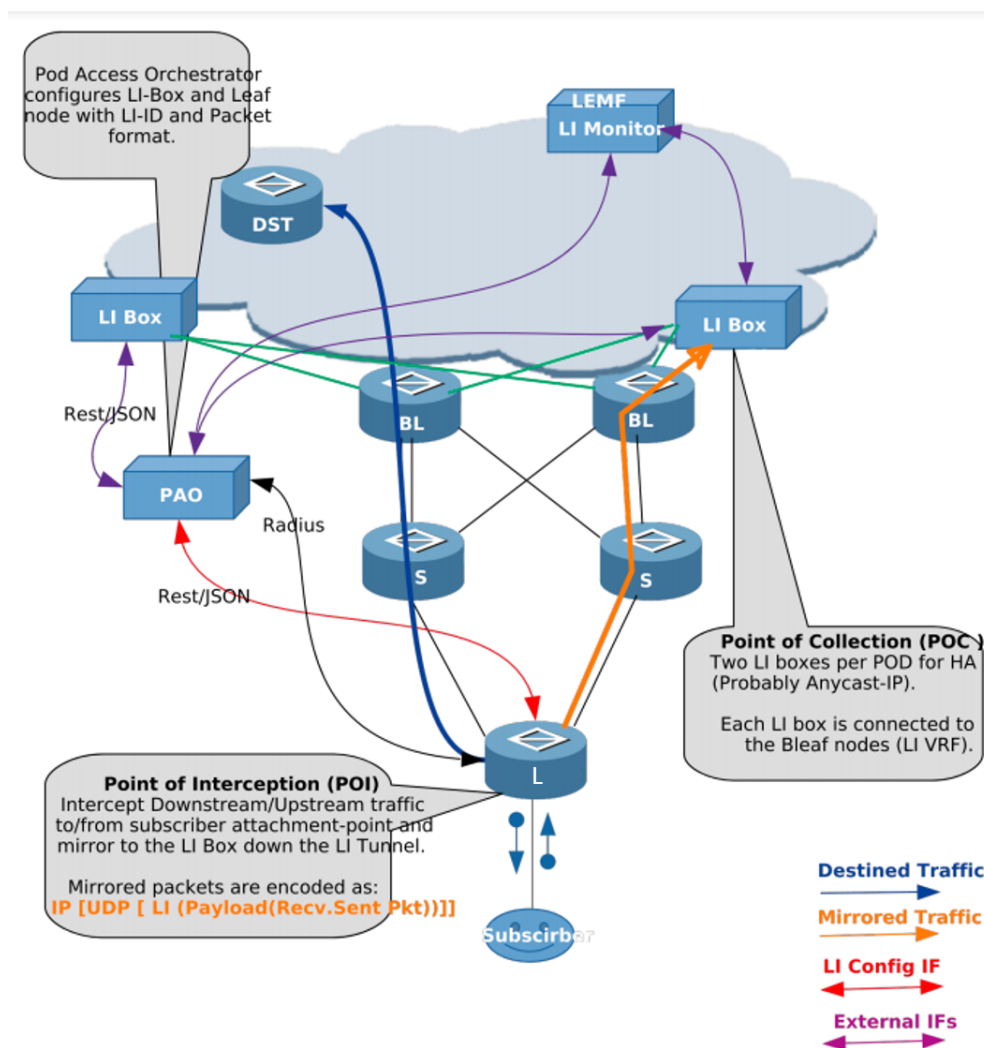 Pod Access Orchestrator
configures LI-Box and Leaf
node with LI-ID and Packet
format.
LEMF
LI Monitor
DST
LI Box
LI Box
Rest/JSON
BL
BL
PAO
Radius
Rest/JSON
S
S
Point of Collection (POC )
Two LI boxes per POD for HA
(Probably Anycast-IP).
Each LI box is connected to
the Bleaf nodes (LI VRF).
L
Point of Interception (POI)
Intercept Downstream/Upstream traffic
to/from subscriber attachment-point and
mirror to the LI Box down the LI Tunnel.
Mirrored packets are encoded as:
IP [UDP [ LI (Payload(Recv.Sent Pkt))]]
Subscirber
Destined Traffic
Mirrored Traffic
LI Config IF
External IFs